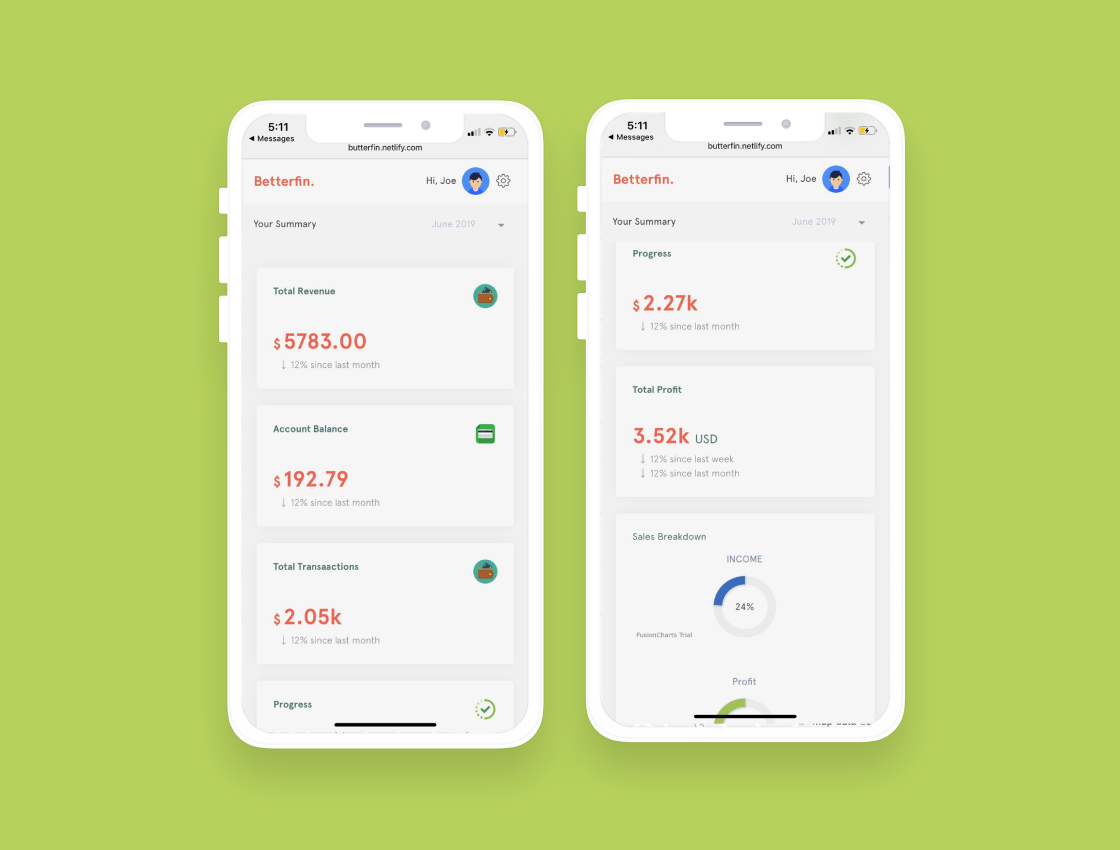 5:11
◀ Messages
butterfin.netlify.com
Betterfin.
Hi, Joe
Your Summary
June 2019
Total Revenue
$ 5783.00
↓ 12% since last month
Account Balance
$ 192.79
↓ 12% since last month
Total Transaactions
$ 2.05k
↓ 12% since last month
Progress
5:11
◀ Messages
butterfin.netlify.com
Betterfin.
Hi, Joe
Your Summary
June 2019
Progress
$ 2.27k
↓ 12% since last month
Total Profit
3.52k USD
↓ 12% since last week
↓ 12% since last month
Sales Breakdown
INCOME
24%
FusionCharts Trial
Profit